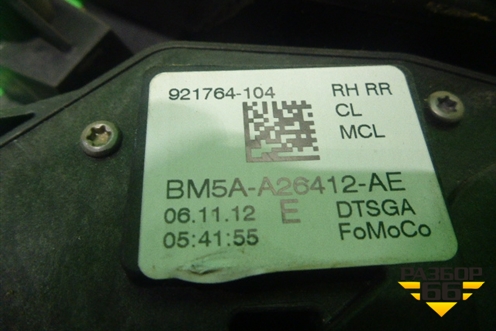 921764-104 RH RR
CL
MCL
BM5A-A26412-AE
06.11.12 E DTSGA
05:41:55 FoMoCo
РАЗБОР
66